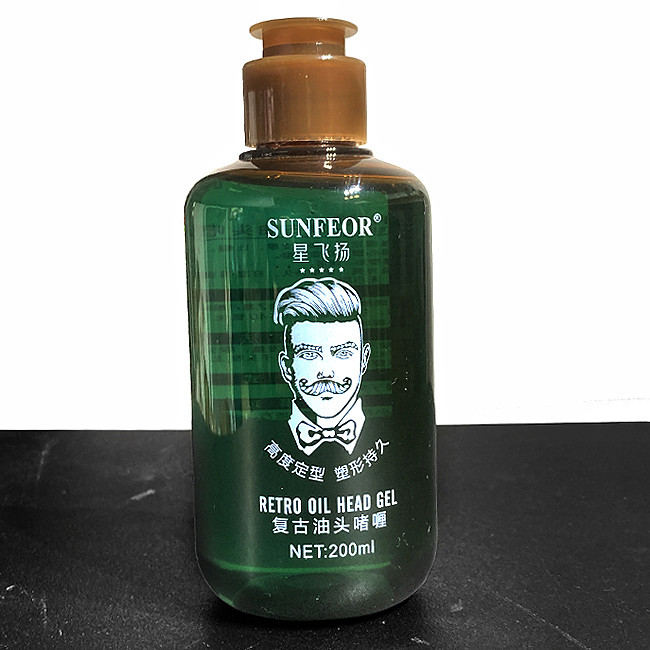 SUNFEOR®
星飞扬
★★★★★
高度定型 塑形持久
RETRO OIL HEAD GEL
复古油头啫喱
NET:200ml